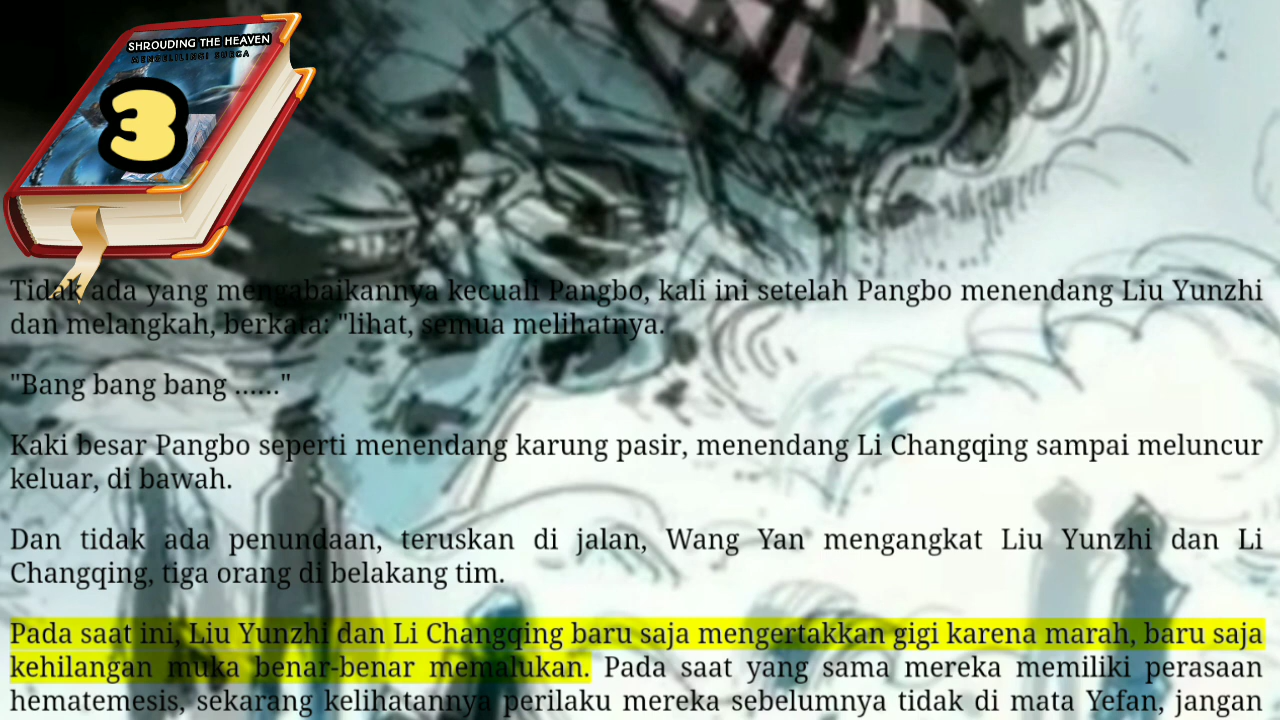 SHROUDING THE HEAVEN
MENGELILINGI SURGA
3
Tidak ada yang mengabaikannya kecuali Pangbo, kali ini setelah Pangbo menendang Liu Yunzhi
dan melangkah, berkata: "lihat, semua melihatnya.
"Bang bang bang ......"
Kaki besar Pangbo seperti menendang karung pasir, menendang Li Changqing sampai meluncur
keluar, di bawah.
Dan tidak ada penundaan, teruskan di jalan, Wang Yan mengangkat Liu Yunzhi dan Li
Changqing, tiga orang di belakang tim.
Pada saat ini, Liu Yunzhi dan Li Changqing baru saja mengertakkan gigi karena marah, baru saja
kehilangan muka benar-benar memalukan. Pada saat yang sama mereka memiliki perasaan
hematemesis, sekarang kelihatannya perilaku mereka sebelumnya tidak di mata Yefan, jangan